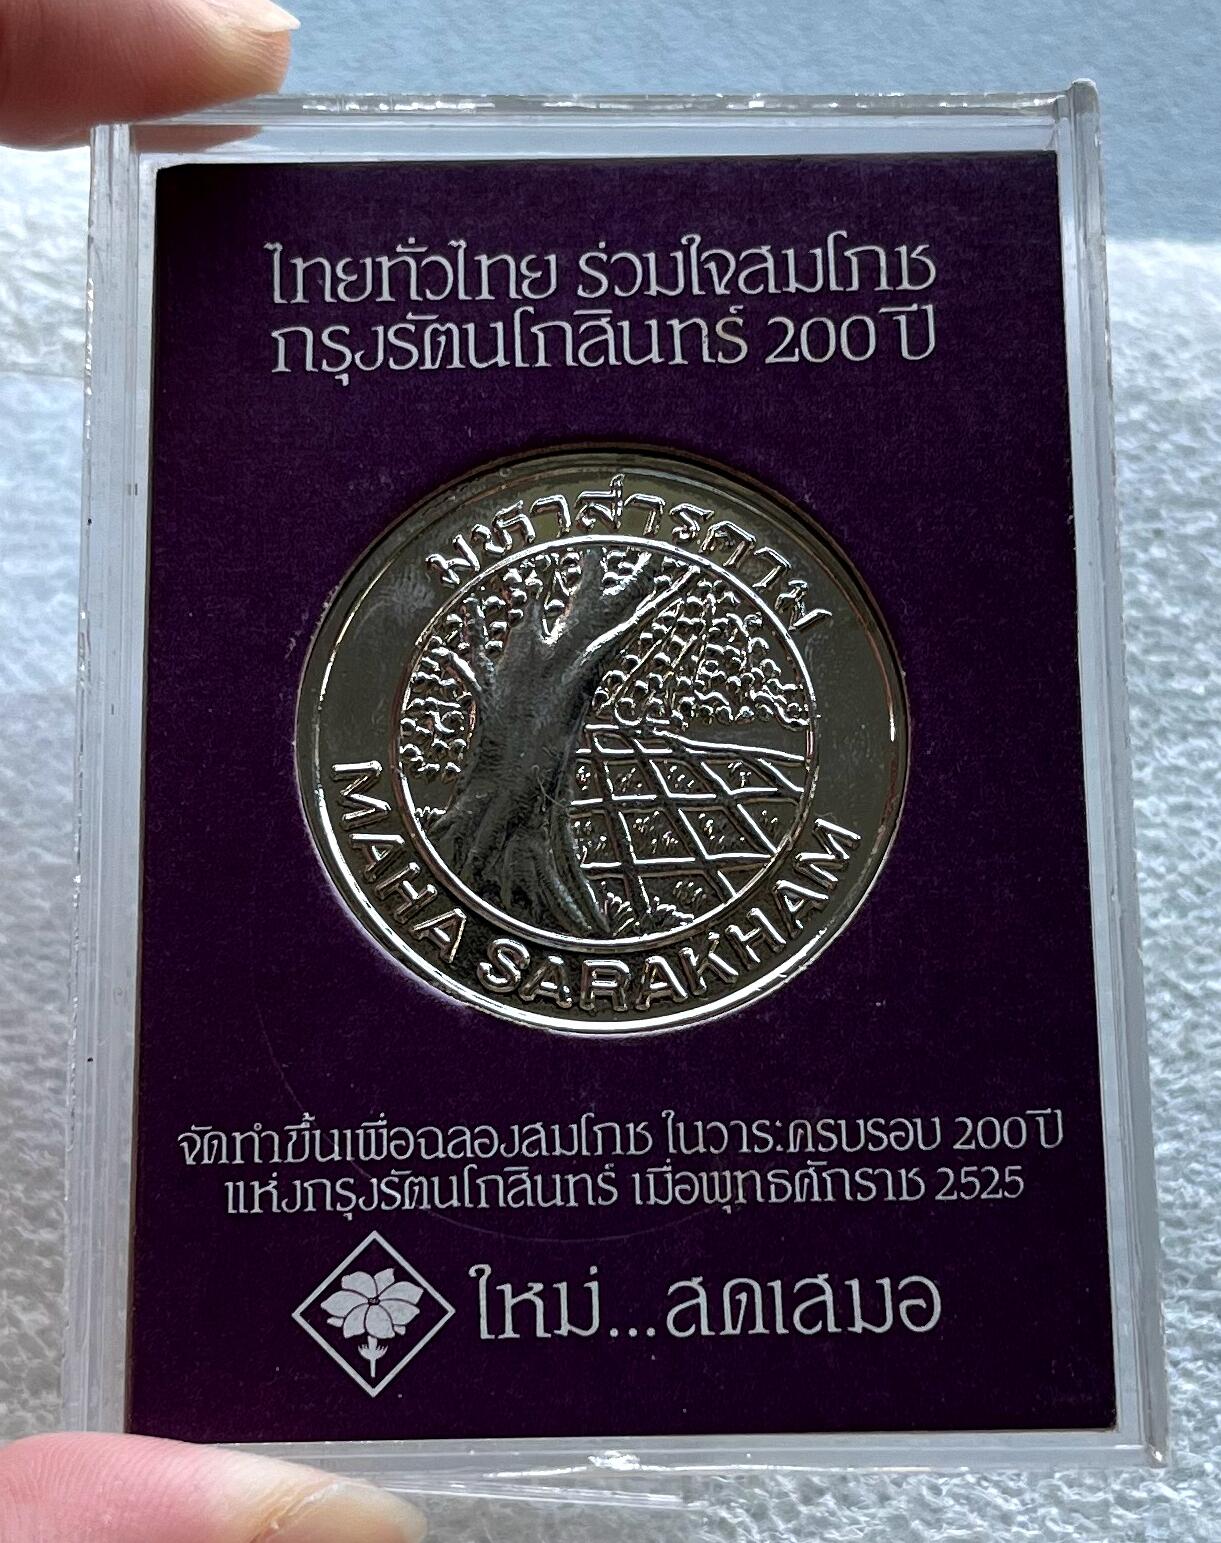 ไทยทั่วไทย ร่วมใจสมโภช
กรุงรัตนโกสินทร์ 200 ปี
มหาสารคาม
MAHA SARAKHAM
จัดทำขึ้นเพื่อฉลองสมโภช ในวาระครบรอบ 200 ปี
แห่งกรุงรัตนโกสินทร์ เมื่อพุทธศักราช 2525
ใหม่...สดเสมอ